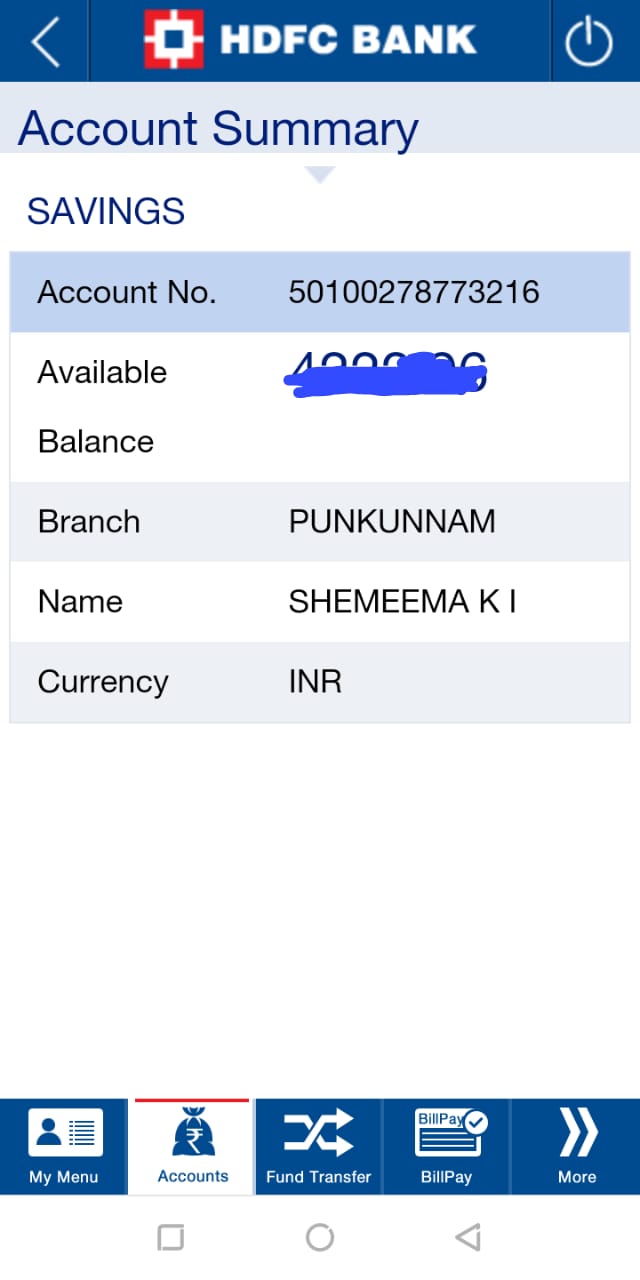 HDFC BANK
Account Summary
SAVINGS
Account No. 50100278773216
Available
Balance
Branch PUNKUNNAM
Name SHEMEEMA K I
Currency INR
BillPay
My Menu Accounts Fund Transfer BillPay More